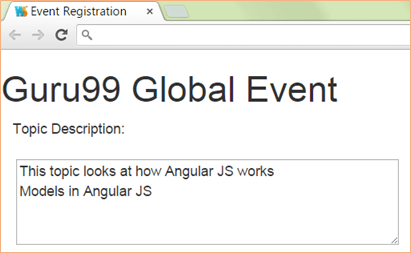 Event Registration
Guru99 Global Event
Topic Description:
This topic looks at how Angular JS works
Models in Angular JS